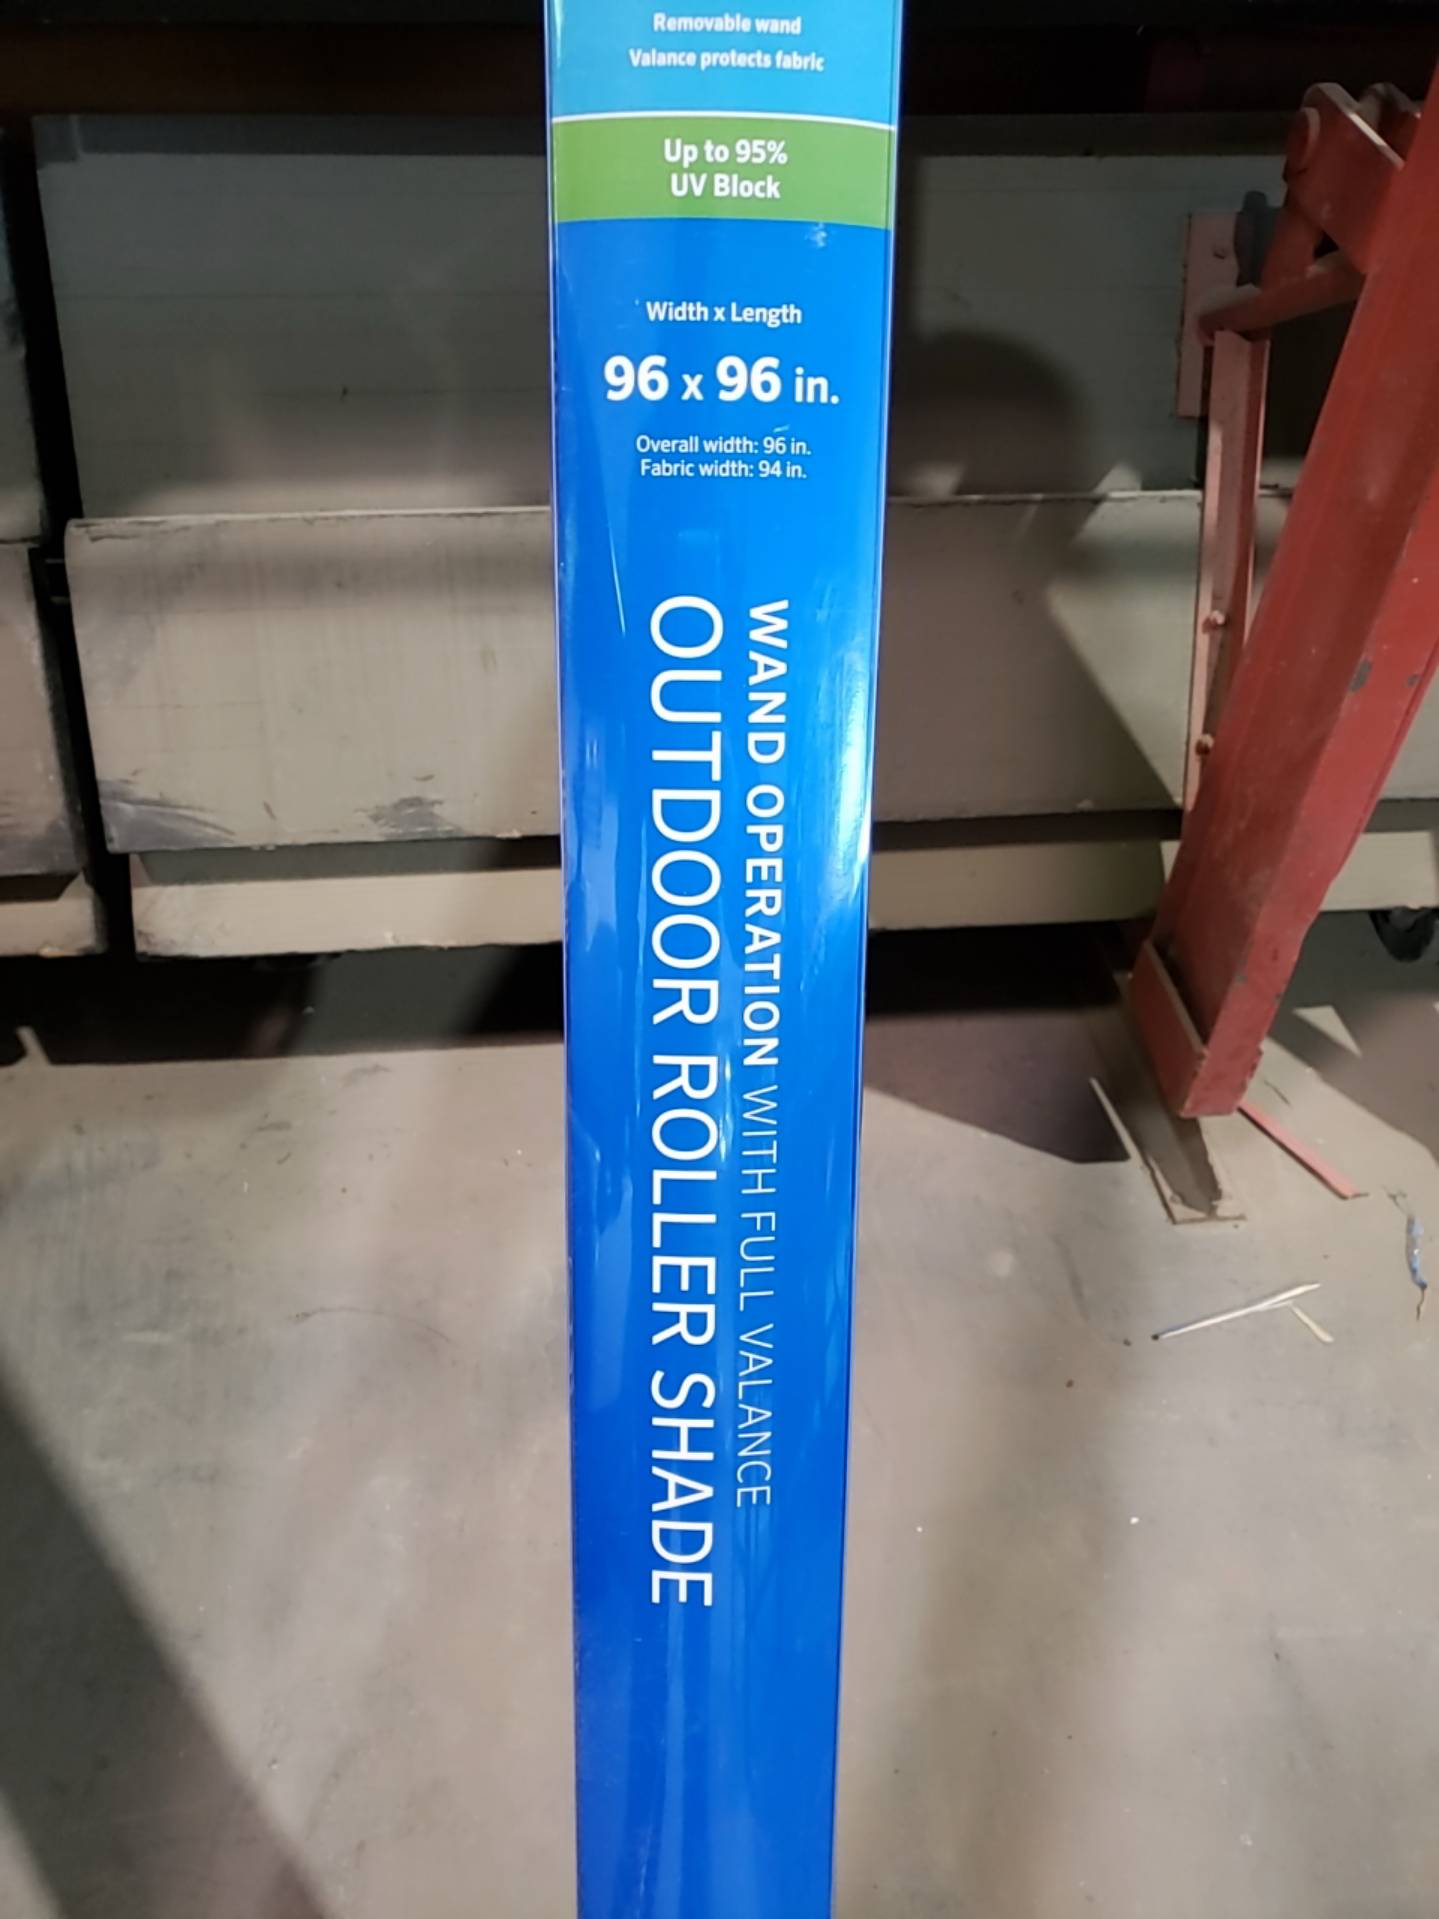 Removable wand
Valance protects fabric
Up to 95%
UV Block
Width x Length
96 x 96 in.
Overall width: 96 in.
Fabric width: 94 in.
WAND OPERATION WITH FULL VALANCE
OUTDOOR ROLLER SHADE